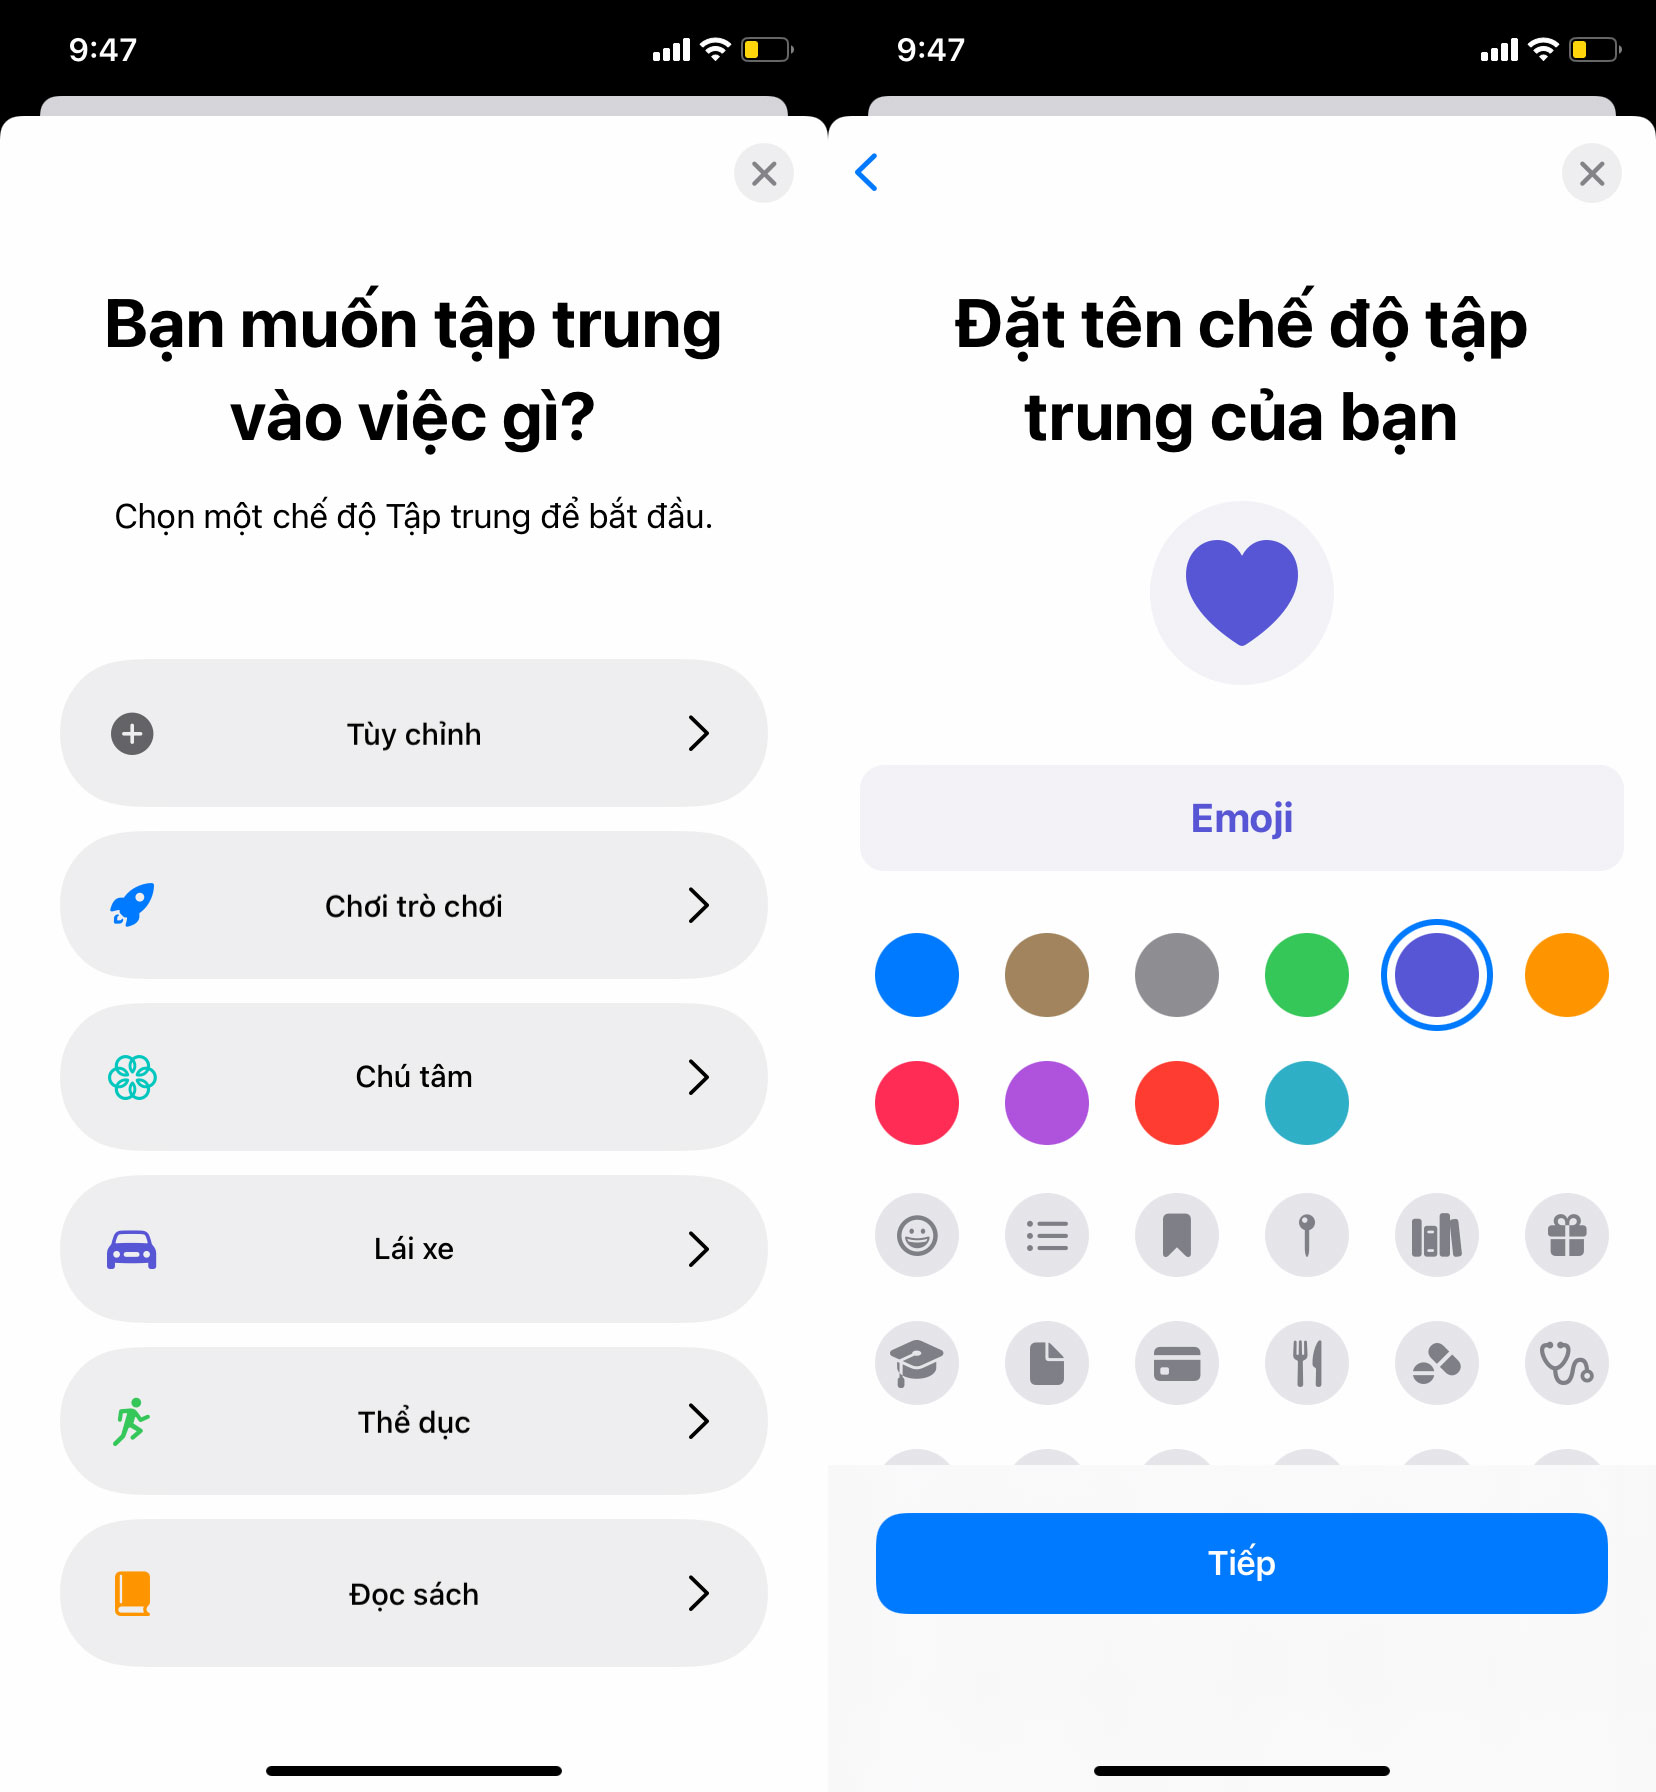 9:47
Bạn muốn tập trung
vào việc gì?
Chọn một chế độ Tập trung để bắt đầu.
Tùy chỉnh
Chơi trò chơi
Chú tâm
Lái xe
Thể dục
Đọc sách
9:47
Đặt tên chế độ tập
trung của bạn
Emoji
Tiếp